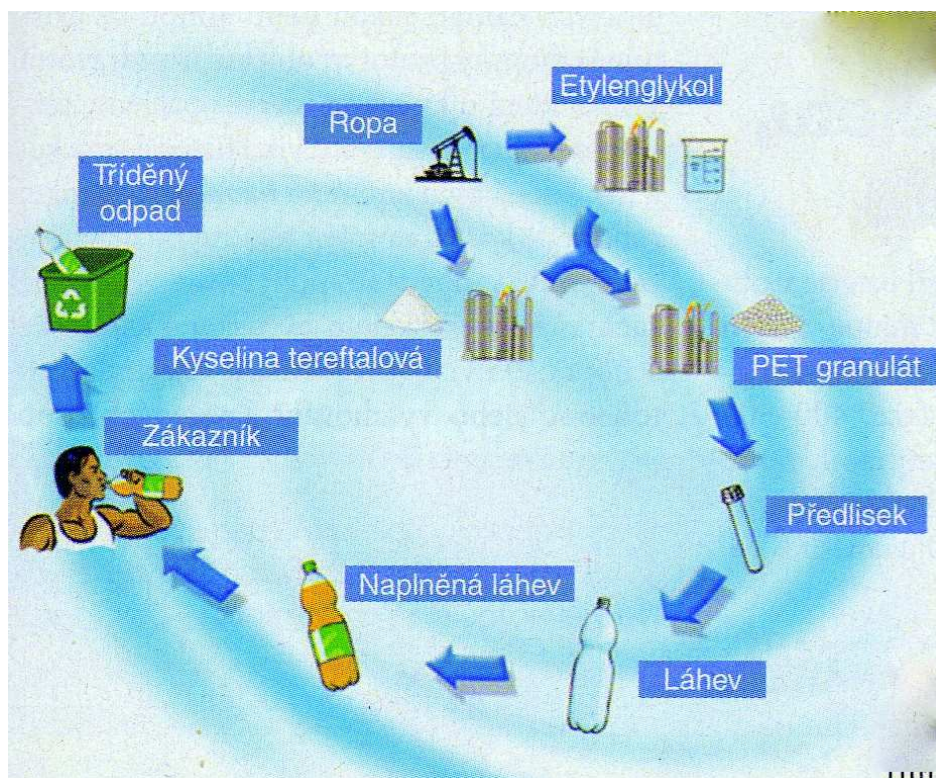 Etylenglykol
Ropa
Tříděný
odpad
Kyselina tereftalová
PET granulát
Zákazník
Předlisek
Naplněná láhev
Láhev